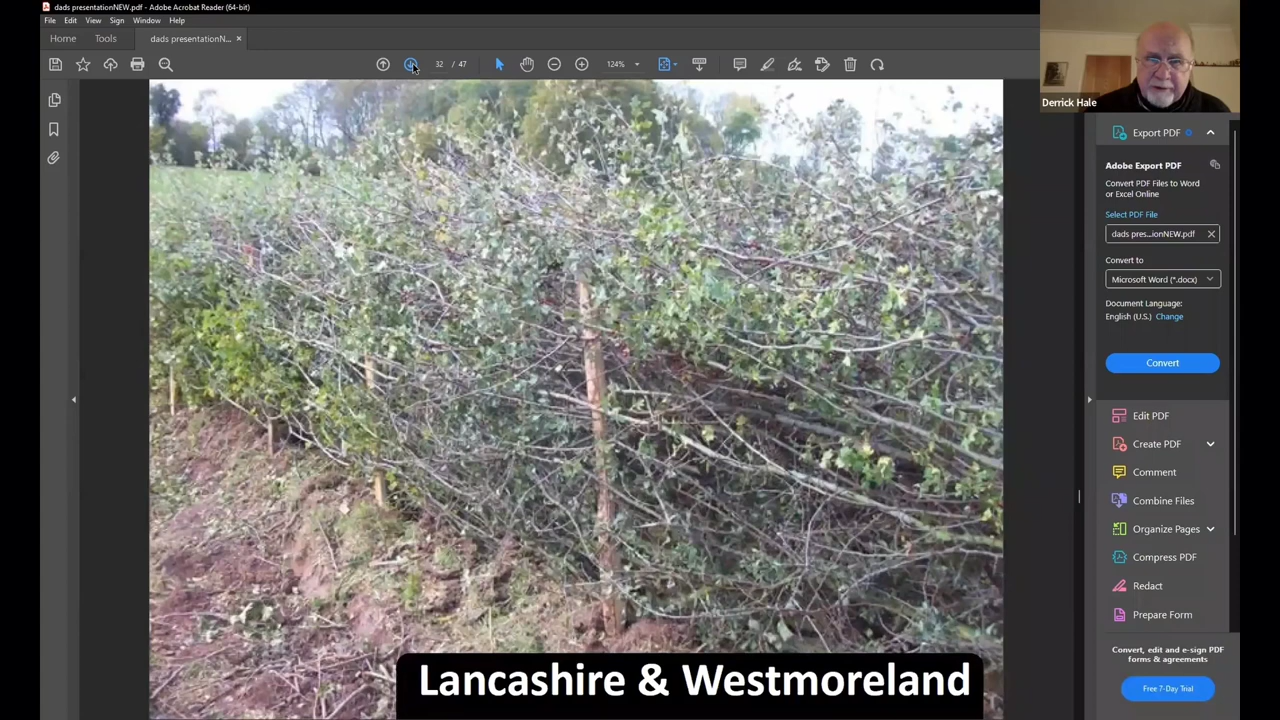 dads presentationNEW.pdf - Adobe Acrobat Reader (64-bit)
File Edit View Sign Window Help
Home Tools dads presentationN... ×
32 / 47 124%
Derrick Hale
Export PDF
Adobe Export PDF
Convert PDF Files to Word
or Excel Online
Select PDF File
dads pres...ionNEW.pdf
Convert to
Microsoft Word (*.docx)
Document Language:
English (U.S.) Change
Convert
Edit PDF
Create PDF
Comment
Combine Files
Organize Pages
Compress PDF
Redact
Prepare Form
Convert, edit and e-sign PDF
forms & agreements
Free 7-Day Trial
Lancashire & Westmoreland